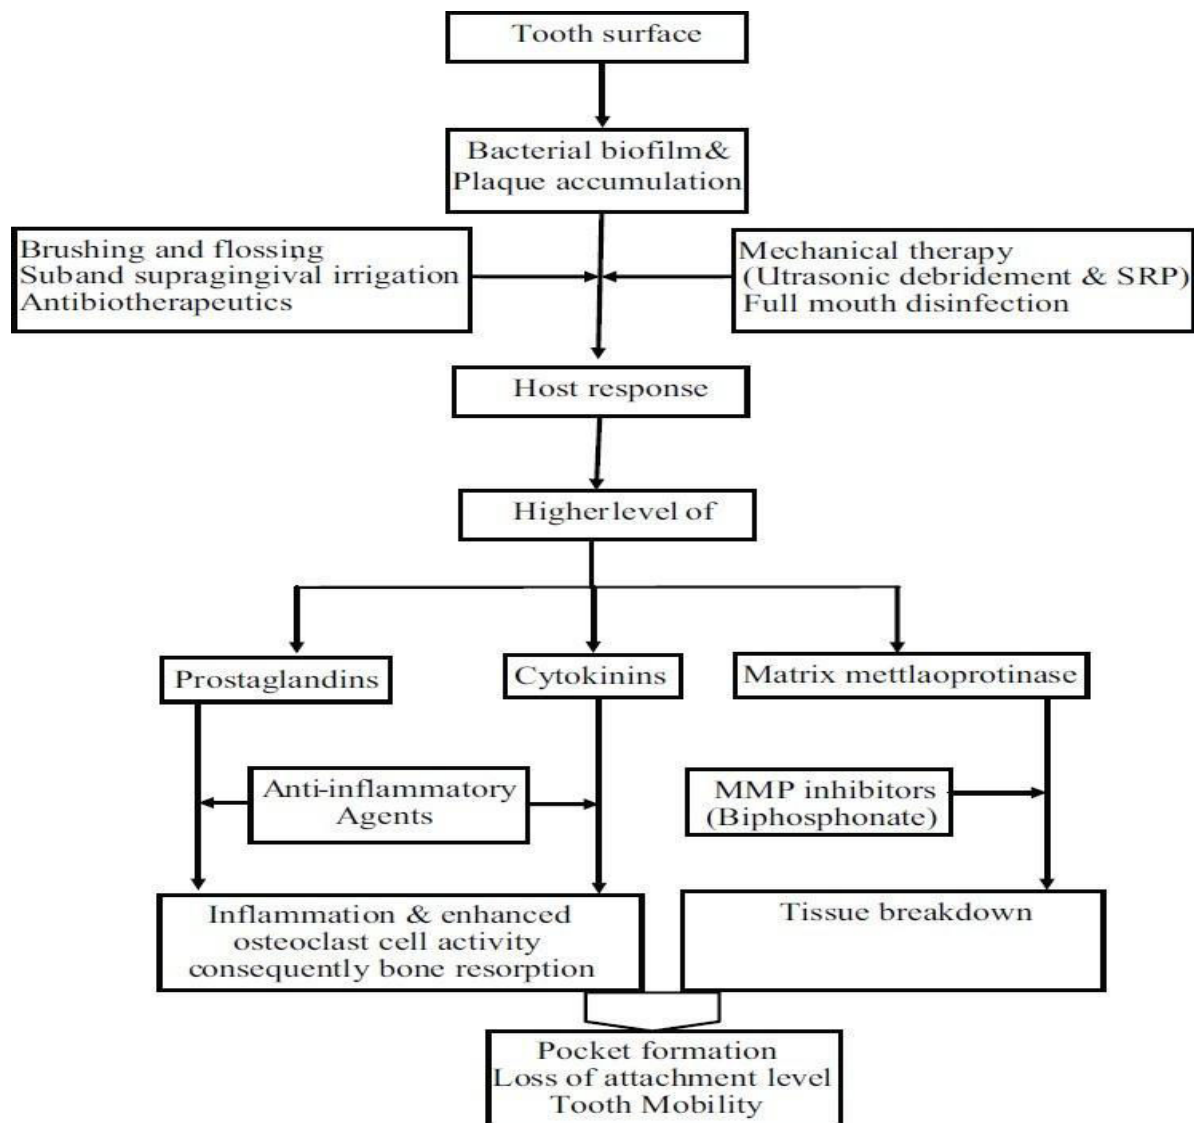 Tooth surface
Bacterial biofilm&
Plaque accumulation
Brushing and flossing
Suband supragingival irrigation
Antibiotherapeutics
Mechanical therapy
(Utrasonic debridement & SRP)
Full mouth disinfection
Host response
Higher level of
Prostaglandins
Cytokinins
Matrix mettlaoprotinase
Anti-inflammatory
Agents
MMP inhibitors
(Biphosphonate)
Inflammation & enhanced
osteoclast cell activity
consequently bone resorption
Tissue breakdown
Pocket formation
Loss of attachment level
Tooth Mobility